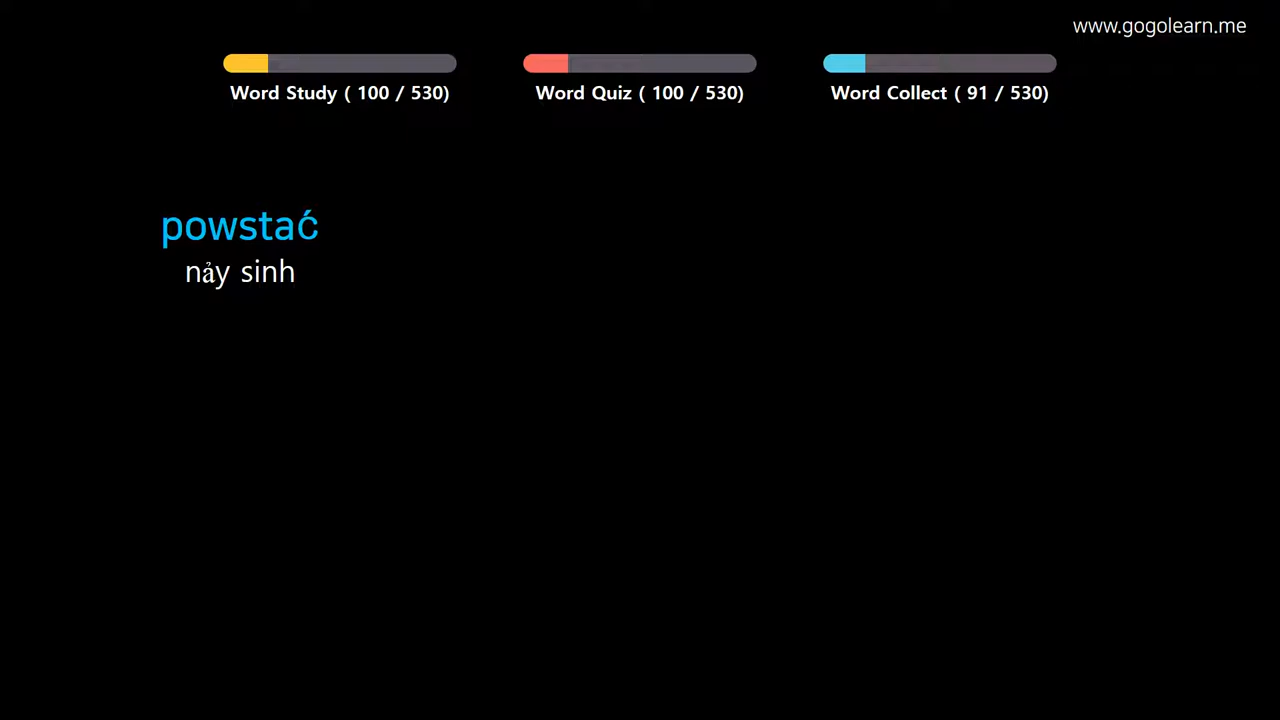 www.gogolearn.me
Word Study ( 100 / 530)
Word Quiz ( 100 / 530)
Word Collect ( 91 / 530)
powstać
nảy sinh